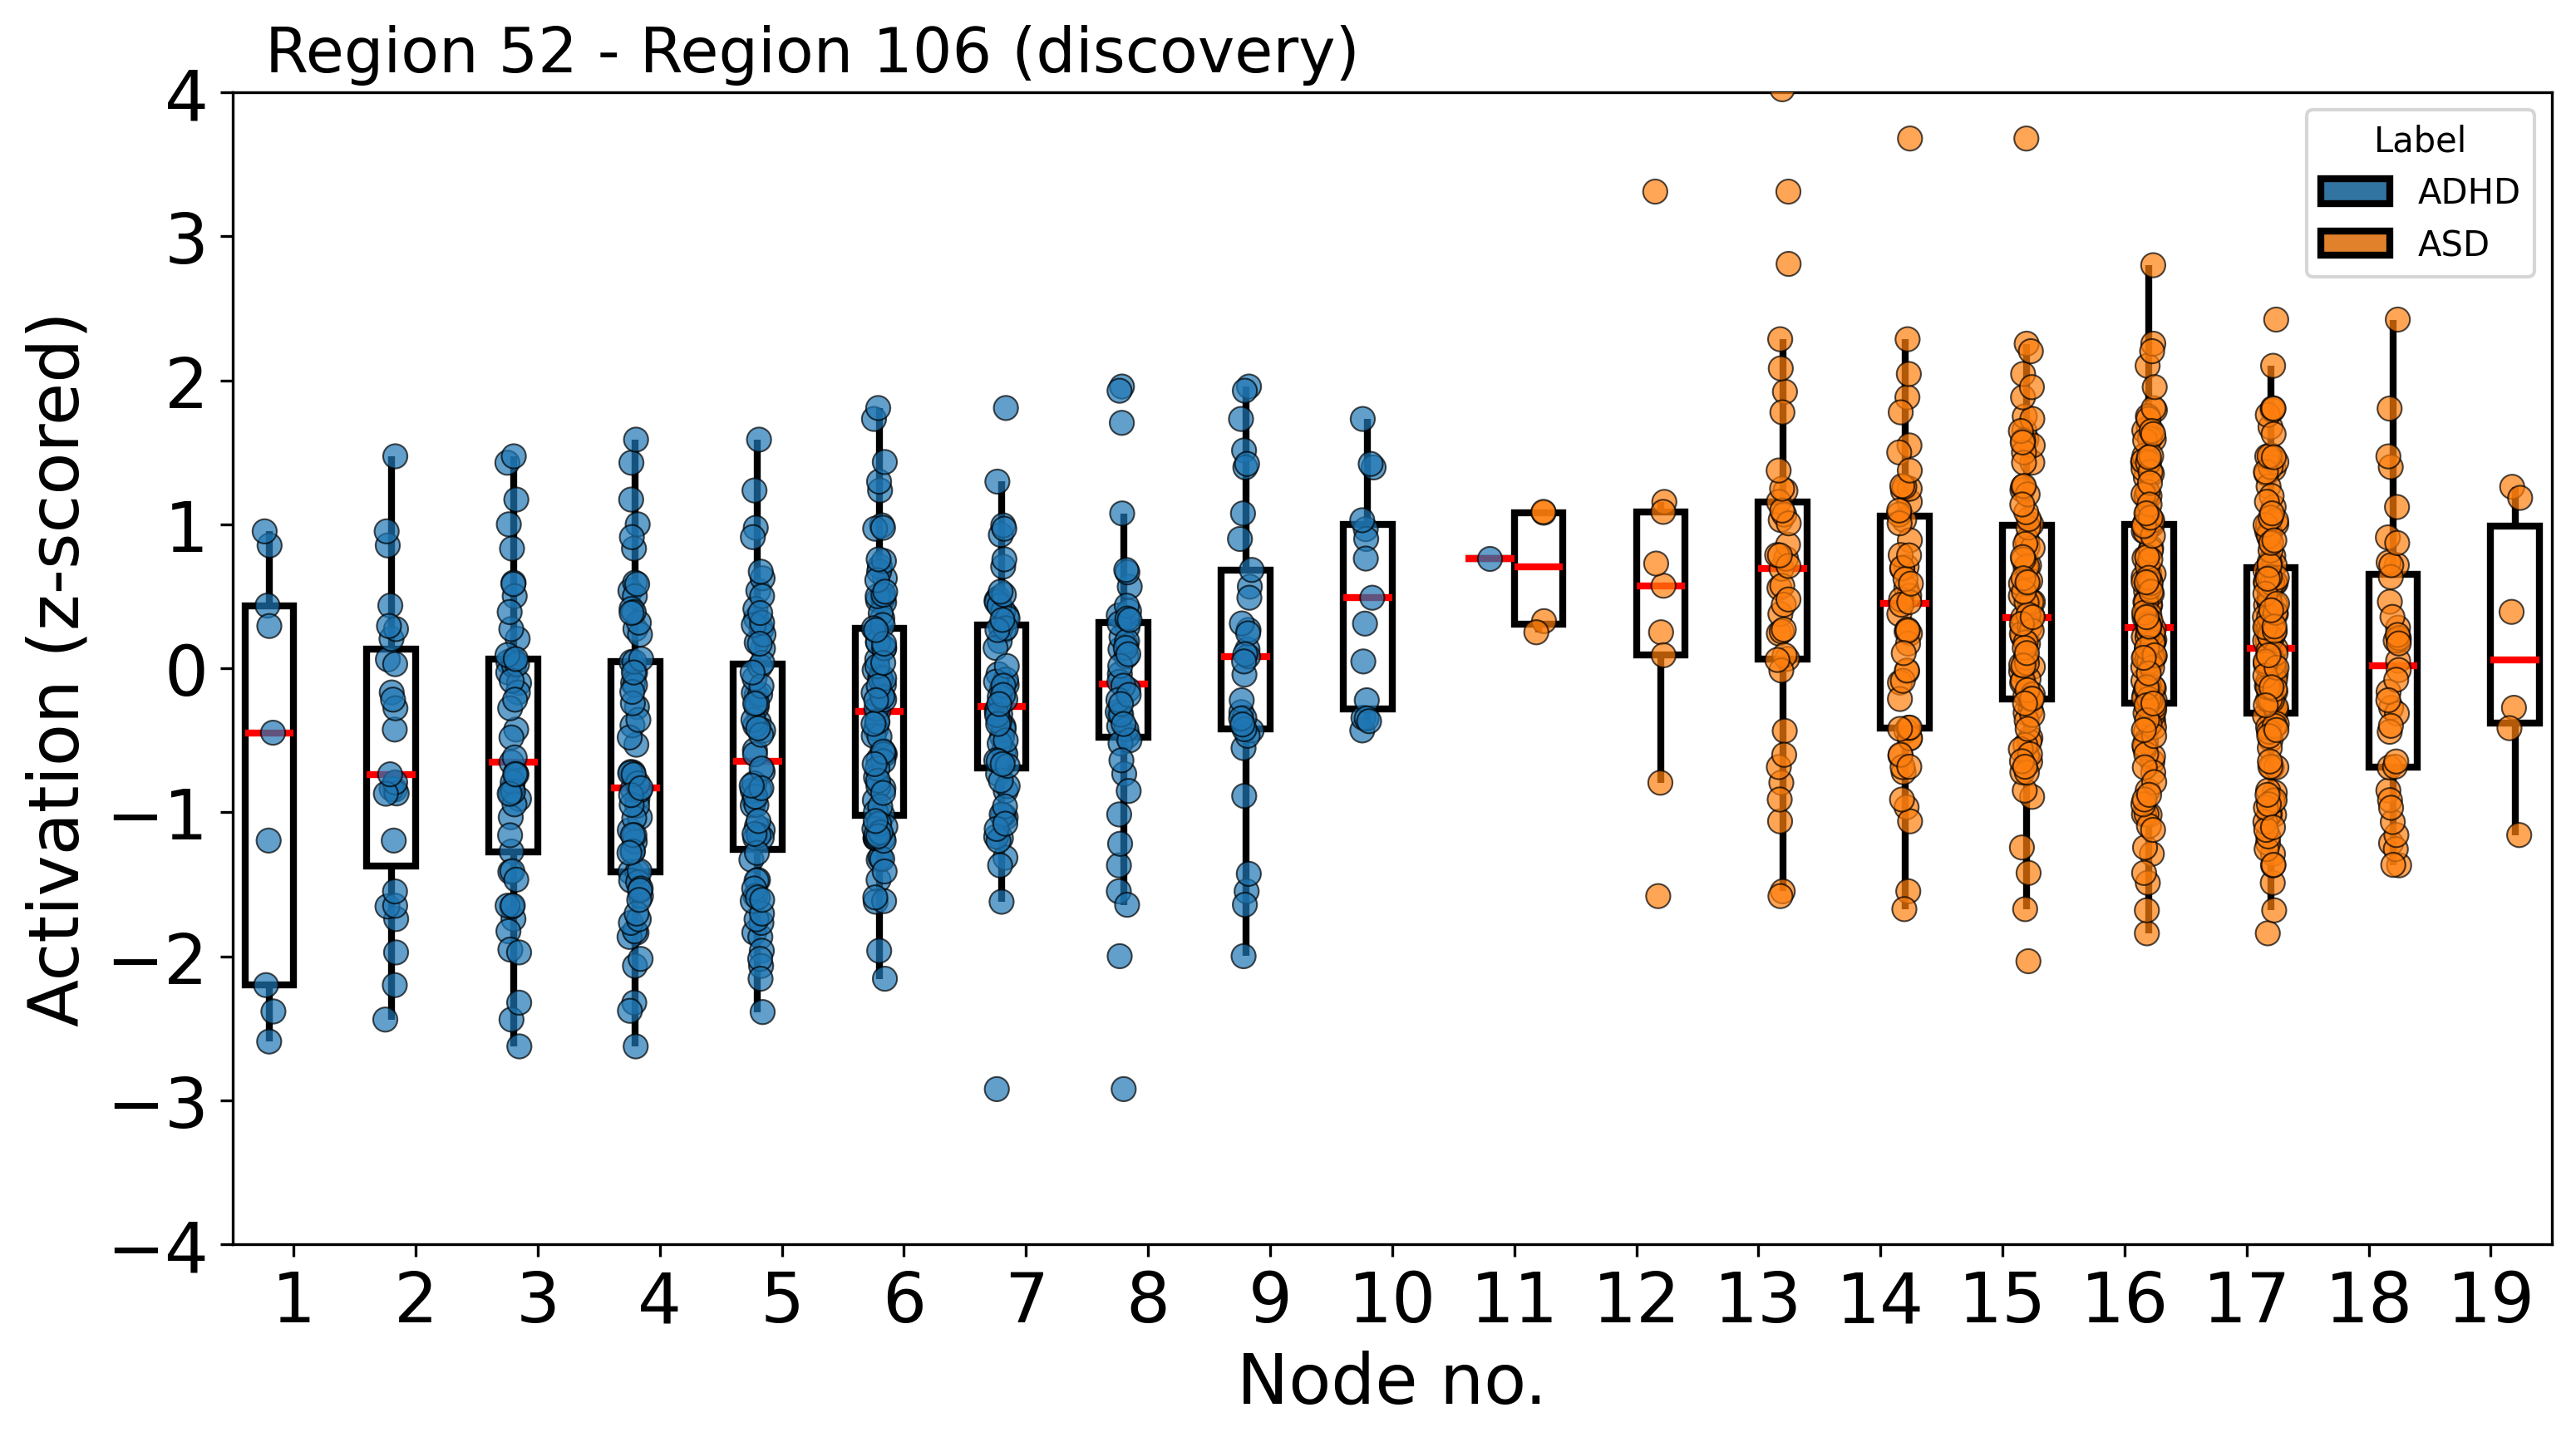 Region 52 - Region 106 (discovery)
Activation (z-scored)
4
3
2
1
0
−1
−2
−3
−4
Label
ADHD
ASD
1 2 3 4 5 6 7 8 9 10 11 12 13 14 15 16 17 18 19
Node no.